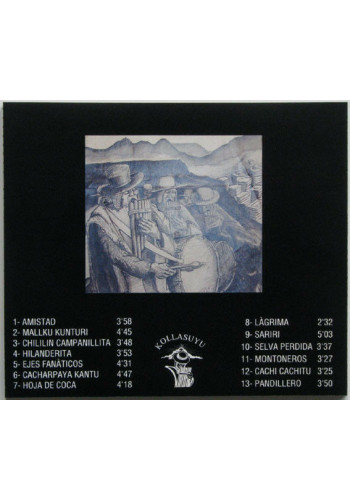 1- AMISTAD 3'58
2- MALLKU KUNTURI 4'45
3- CHILILIN CAMPANILLITA 3'48
4- HILANDERITA 3'53
5- EJES FANÀTICOS 4'31
6- CACHARPAYA KANTU 4'47
7- HOJA DE COCA 4'18
KOLLASUYU
8- LÀGRIMA 2'32
9- SARIRI 5'03
10- SELVA PERDIDA 3'37
11- MONTONEROS 3'27
12- CACHI CACHITU 3'25
13- PANDILLERO 3'50